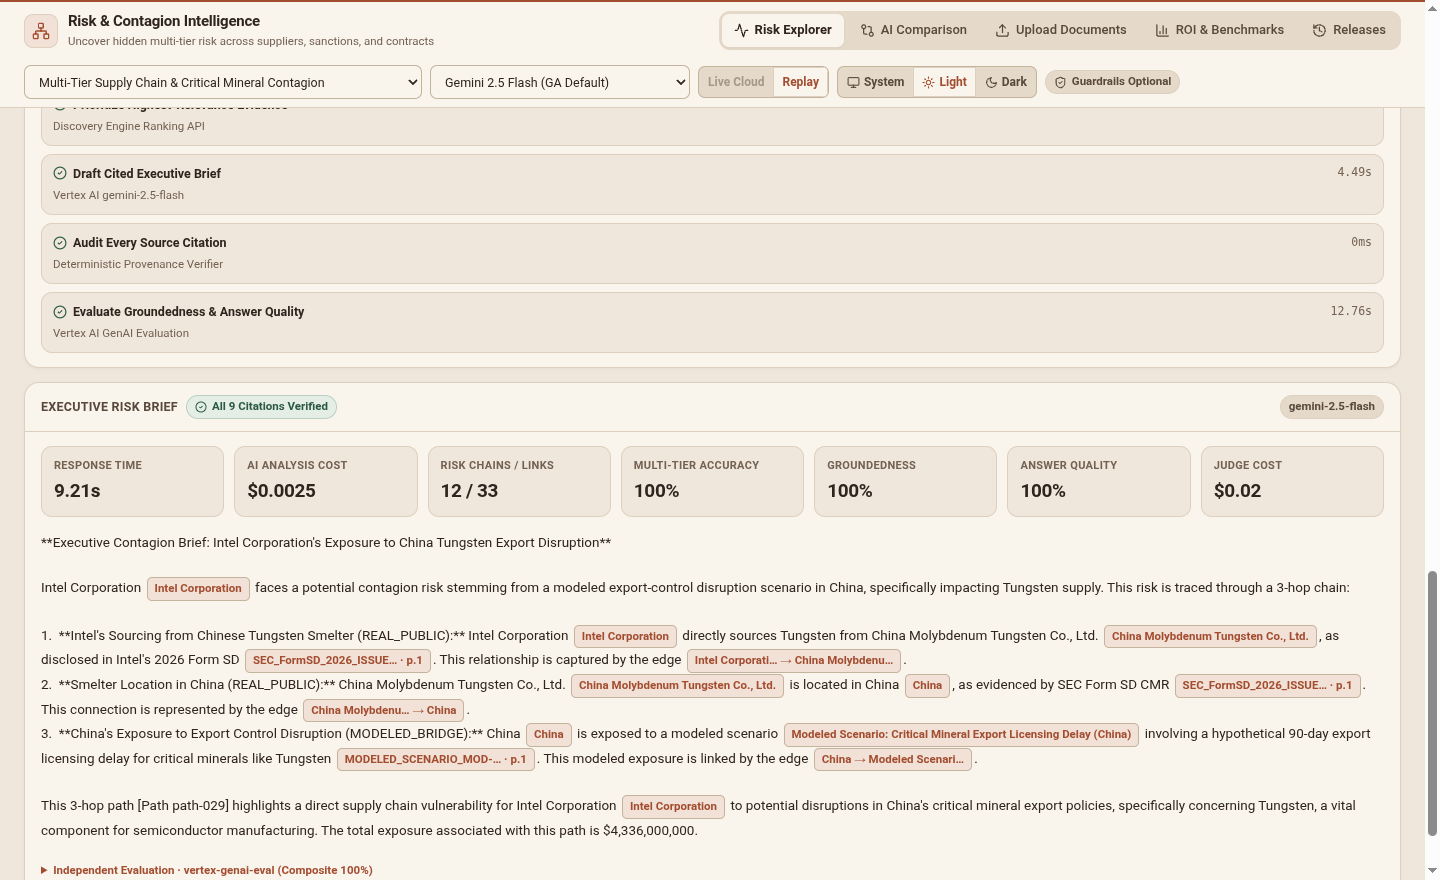 Risk & Contagion Intelligence
Uncover hidden multi-tier risk across suppliers, sanctions, and contracts
Risk Explorer
AI Comparison
Upload Documents
ROI & Benchmarks
Releases
Multi-Tier Supply Chain & Critical Mineral Contagion
Gemini 2.5 Flash (GA Default)
Live Cloud
Replay
System
Light
Dark
Guardrails Optional
Prioritize Highest-Relevance Evidence
Discovery Engine Ranking API
Draft Cited Executive Brief
4.49s
Vertex AI gemini-2.5-flash
Audit Every Source Citation
0ms
Deterministic Provenance Verifier
Evaluate Groundedness & Answer Quality
12.76s
Vertex AI GenAI Evaluation
EXECUTIVE RISK BRIEF
All 9 Citations Verified
gemini-2.5-flash
RESPONSE TIME
9.21s
AI ANALYSIS COST
$0.0025
RISK CHAINS / LINKS
12 / 33
MULTI-TIER ACCURACY
100%
GROUNDEDNESS
100%
ANSWER QUALITY
100%
JUDGE COST
$0.02
**Executive Contagion Brief: Intel Corporation's Exposure to China Tungsten Export Disruption**
Intel Corporation Intel Corporation faces a potential contagion risk stemming from a modeled export-control disruption scenario in China, specifically impacting Tungsten supply. This risk is traced through a 3-hop chain:
1. **Intel's Sourcing from Chinese Tungsten Smelter (REAL_PUBLIC):** Intel Corporation Intel Corporation directly sources Tungsten from China Molybdenum Tungsten Co., Ltd. China Molybdenum Tungsten Co., Ltd. , as
disclosed in Intel's 2026 Form SD SEC_FormSD_2026_ISSUE... · p.1 . This relationship is captured by the edge Intel Corporati... → China Molybdenu... .
2. **Smelter Location in China (REAL_PUBLIC):** China Molybdenum Tungsten Co., Ltd. China Molybdenum Tungsten Co., Ltd. is located in China China , as evidenced by SEC Form SD CMR SEC_FormSD_2026_ISSUE... · p.1 .
This connection is represented by the edge China Molybdenu... → China .
3. **China's Exposure to Export Control Disruption (MODELED_BRIDGE):** China China is exposed to a modeled scenario Modeled Scenario: Critical Mineral Export Licensing Delay (China) involving a hypothetical 90-day export
licensing delay for critical minerals like Tungsten MODELED_SCENARIO_MOD-... · p.1 . This modeled exposure is linked by the edge China → Modeled Scenari... .
This 3-hop path [Path path-029] highlights a direct supply chain vulnerability for Intel Corporation Intel Corporation to potential disruptions in China's critical mineral export policies, specifically concerning Tungsten, a vital
component for semiconductor manufacturing. The total exposure associated with this path is $4,336,000,000.
Independent Evaluation · vertex-genai-eval (Composite 100%)